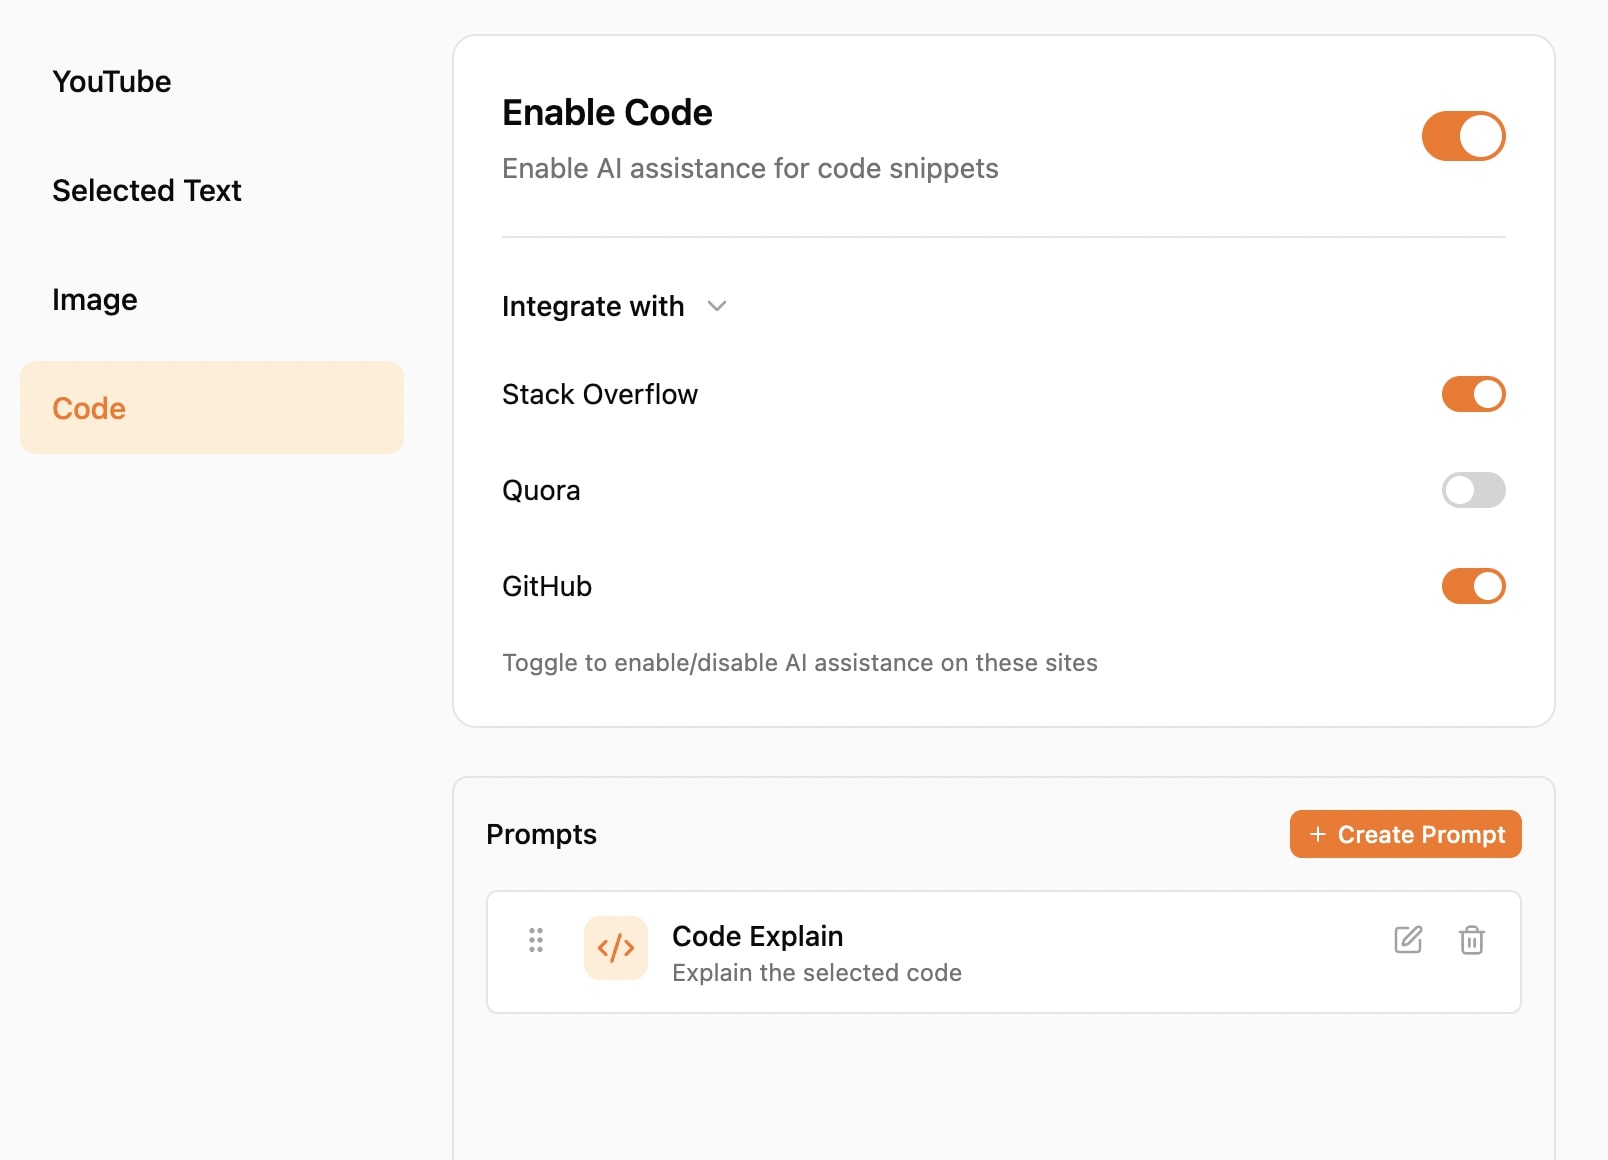 YouTube
Selected Text
Image
Code
Enable Code
Enable AI assistance for code snippets
Integrate with
Stack Overflow
Quora
GitHub
Toggle to enable/disable AI assistance on these sites
Prompts
+ Create Prompt
</> Code Explain
Explain the selected code